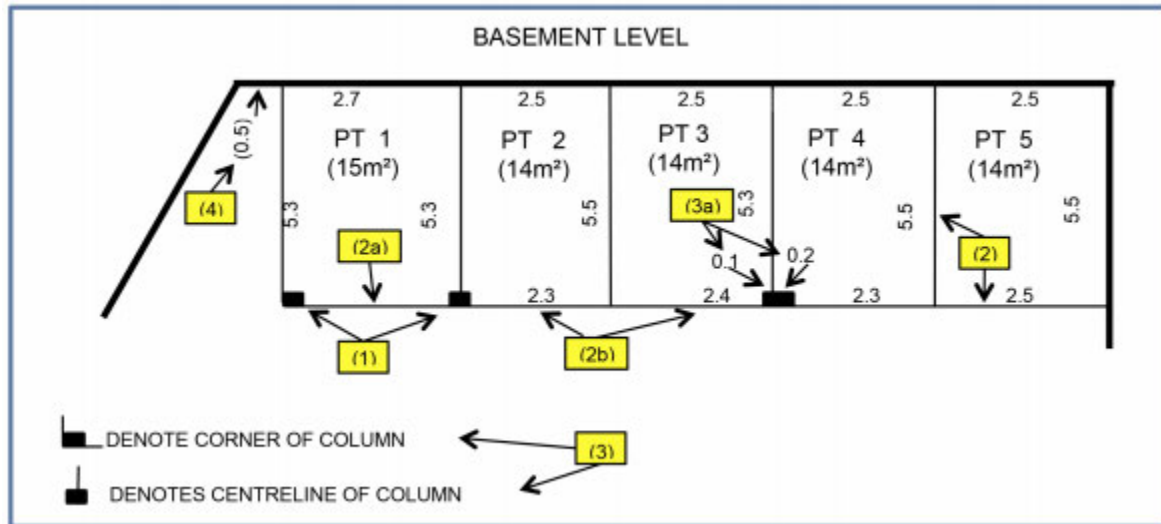 BASEMENT LEVEL
2.7 2.5 2.5 2.5 2.5
PT 1 PT 2 PT 3 PT 4 PT 5
(15m²) (14m²) (14m²) (14m²) (14m²)
(0.5)
(4) (3a)
5.3 5.3 5.5 5.3 5.5 5.5
(2a) (2)
0.1 0.2
2.3 2.4 2.3 2.5
(1) (2b)
DENOTE CORNER OF COLUMN
(3)
DENOTES CENTRELINE OF COLUMN